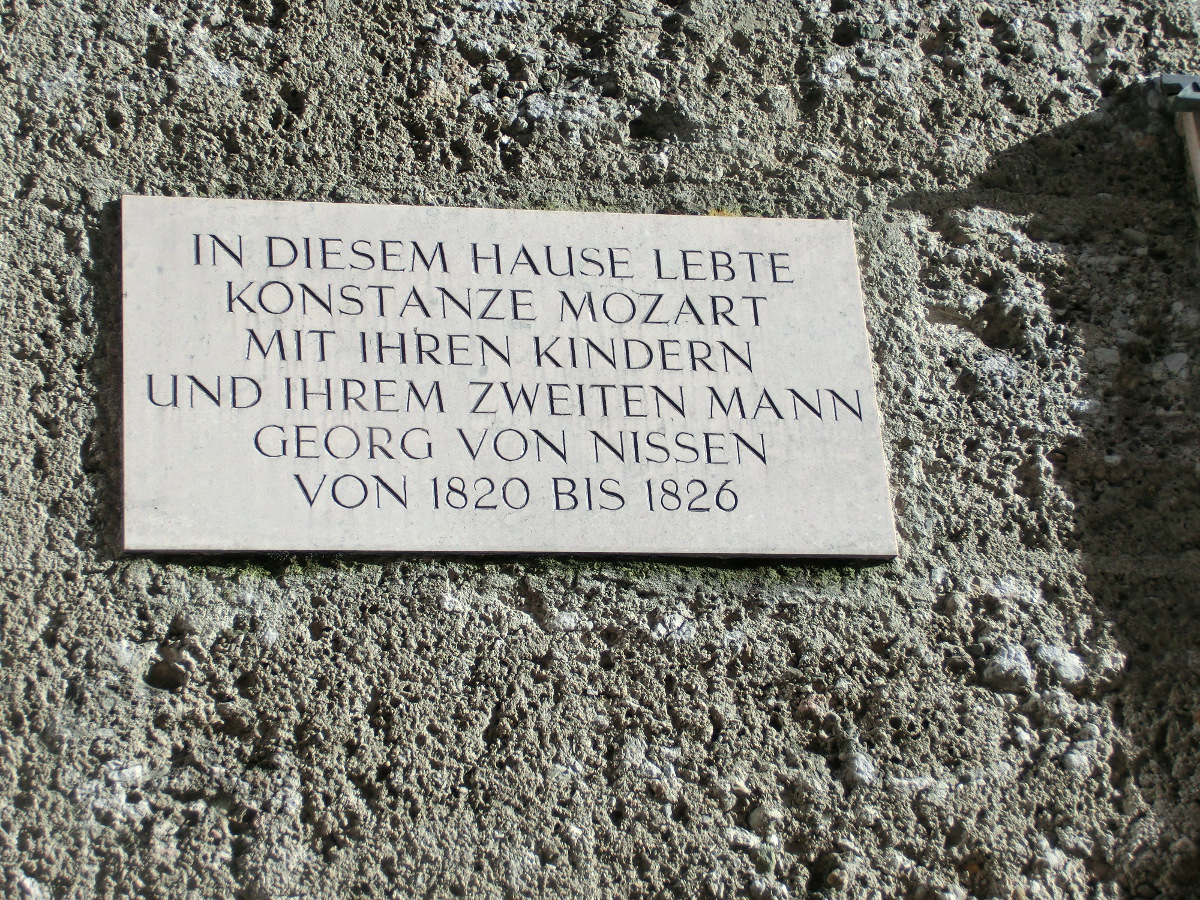 IN DIESEM HAUSE LEBTE
KONSTANZE MOZART
MIT IHREN KINDERN
UND IHREM ZWEITEN MANN
GEORG VON NISSEN
VON 1820 BIS 1826